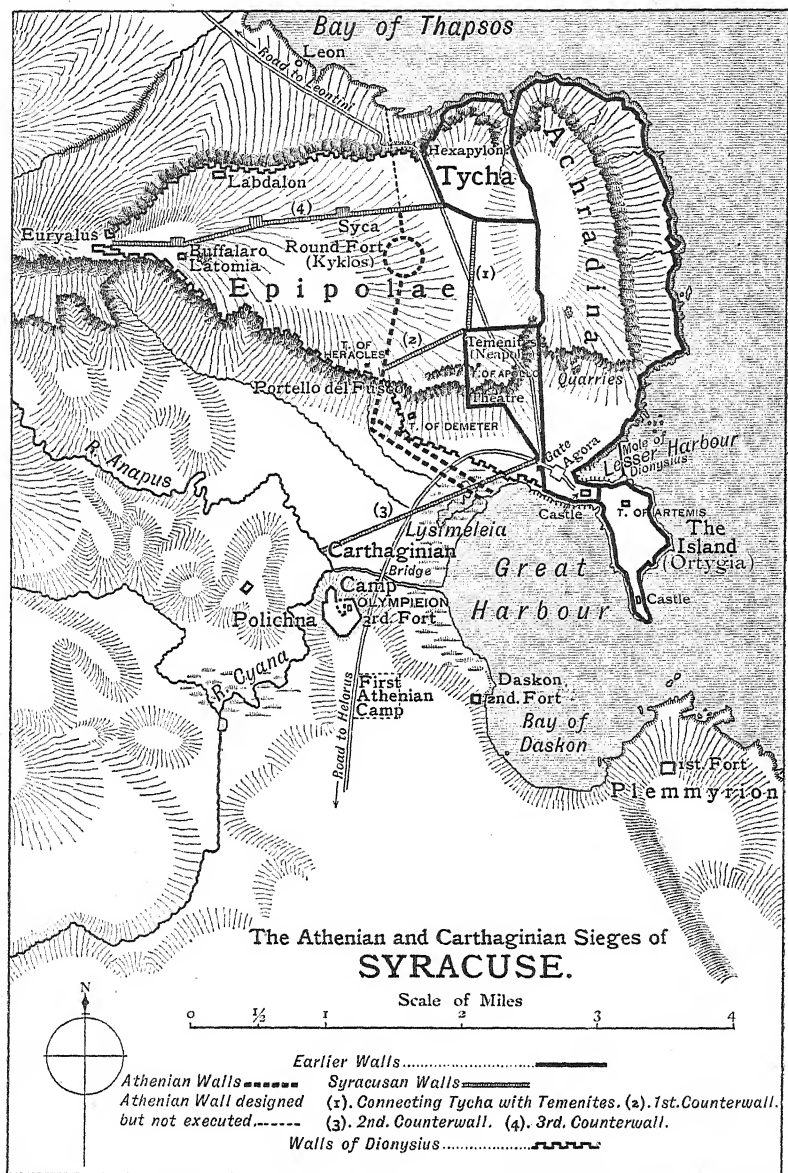 Bay of Thapsos
Leon
Road to Leontini
Hexapylon
Tycha
Achradina
Labdalon
(4)
Syca
Euryalus
Buffalaro
Latomia
Round Fort
(Kyklos)
(1)
Epipolae
(2)
T. OF
HERACLES
Temenites
(Neapolis)
T. OF APOLLO
Quarries
Portello del Fusco
Theatre
T. OF DEMETER
R. Anapus
Gate
Agora
Mole of
Lesser Harbour
Dionysius
(3)
Lysimeleia
Castle
T. OF ARTEMIS
The
Island
(Ortygia)
Carthaginian
Bridge
Camp
Great
Harbour
Castle
OLYMPIEION
Polichna
3rd. Fort
R. Cyana
First
Athenian
Camp
Road to Helorus
Daskon
2nd. Fort
Bay of
Daskon
1st. Fort
Plemmyrion
The Athenian and Carthaginian Sieges of
SYRACUSE.
N
Scale of Miles
0 1/2 1 2 3 4
Earlier Walls
Athenian Walls
Syracusan Walls
Athenian Wall designed
but not executed
(1). Connecting Tycha with Temenites. (2). 1st. Counterwall.
(3). 2nd. Counterwall. (4). 3rd. Counterwall.
Walls of Dionysius